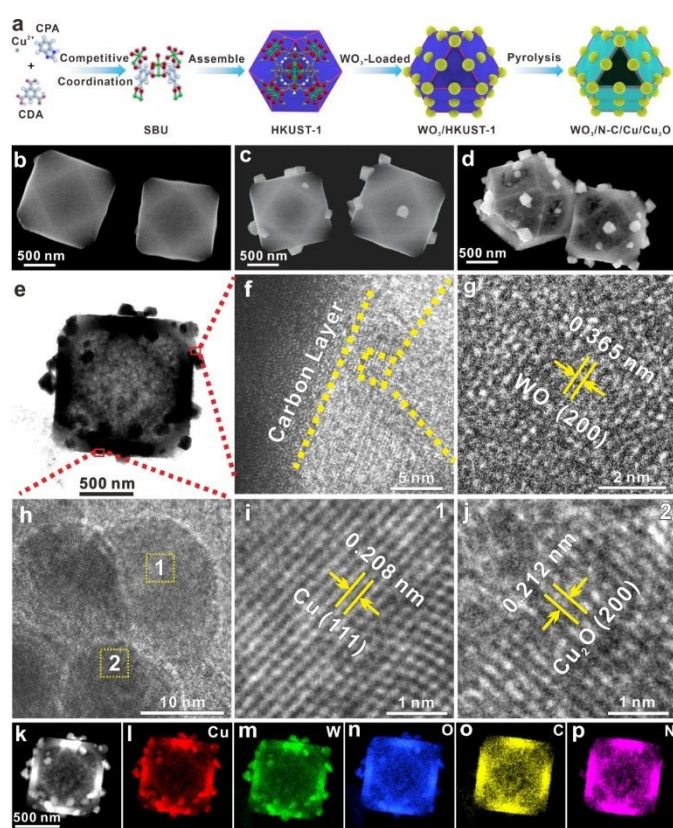 a
Cu²⁺ CPA
+
CDA
Competitive
Coordination
SBU
Assemble
HKUST-1
WO₃-Loaded
WO₃/HKUST-1
Pyrolysis
WO₃/N-C/Cu/Cu₂O
b
500 nm
c
500 nm
d
500 nm
e
500 nm
f
Carbon Layer
5 nm
g
0.365 nm
WO (200)
2 nm
h
1
2
10 nm
i
1
0.208 nm
Cu (111)
1 nm
j
2
0.212 nm
Cu₂O (200)
1 nm
k
500 nm
l
Cu
m
W
n
O
o
C
p
N